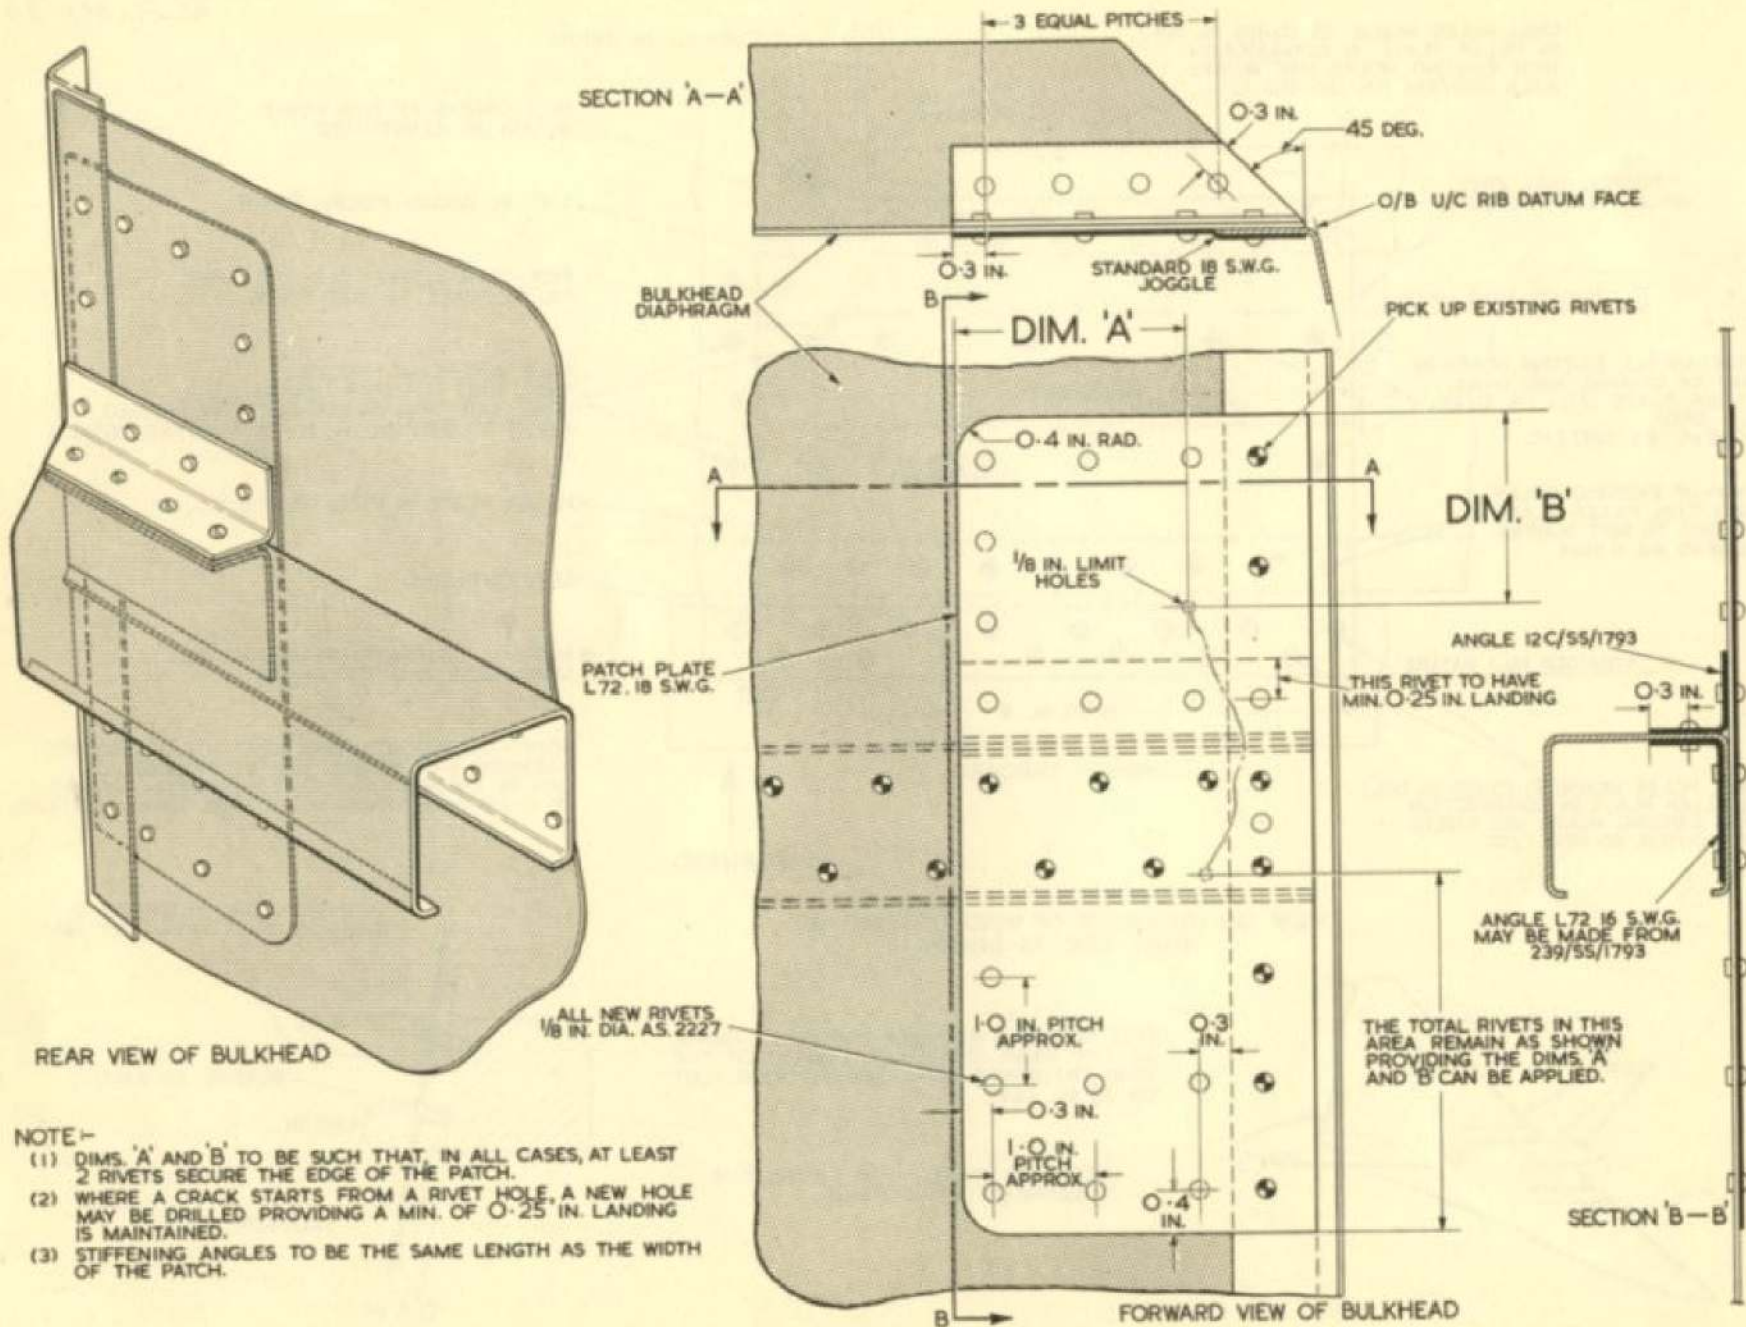 3 EQUAL PITCHES
SECTION 'A—A'
0·3 IN.
45 DEG.
O/B U/C RIB DATUM FACE
0·3 IN.
STANDARD 18 S.W.G.
JOGGLE
BULKHEAD
DIAPHRAGM
B
DIM. 'A'
PICK UP EXISTING RIVETS
0·4 IN. RAD.
A
A
DIM. 'B'
1/8 IN. LIMIT
HOLES
ANGLE 12C/SS/1793
PATCH PLATE
L72. 18 S.W.G.
THIS RIVET TO HAVE
MIN. 0·25 IN. LANDING
0·3 IN.
ANGLE L72 16 S.W.G.
MAY BE MADE FROM
239/SS/1793
ALL NEW RIVETS
1/8 IN. DIA. A.S. 2227
1·0 IN. PITCH
APPROX.
0·3
IN.
THE TOTAL RIVETS IN THIS
AREA REMAIN AS SHOWN
PROVIDING THE DIMS. 'A'
AND 'B' CAN BE APPLIED.
REAR VIEW OF BULKHEAD
0·3 IN.
1·0 IN.
PITCH
APPROX.
0·4
IN.
NOTE:-
(1) DIMS. 'A' AND 'B' TO BE SUCH THAT, IN ALL CASES, AT LEAST
2 RIVETS SECURE THE EDGE OF THE PATCH.
(2) WHERE A CRACK STARTS FROM A RIVET HOLE, A NEW HOLE
MAY BE DRILLED PROVIDING A MIN. OF 0·25 IN. LANDING
IS MAINTAINED.
(3) STIFFENING ANGLES TO BE THE SAME LENGTH AS THE WIDTH
OF THE PATCH.
SECTION 'B—B'
B
FORWARD VIEW OF BULKHEAD